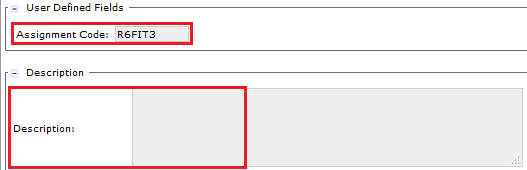 User Defined Fields
Assignment Code: R6FIT3
Description
Description: